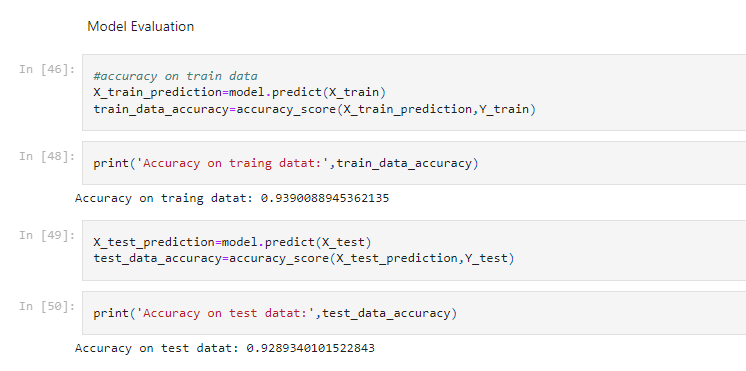 Model Evaluation
In [46]:
#accuracy on train data
X_train_prediction=model.predict(X_train)
train_data_accuracy=accuracy_score(X_train_prediction,Y_train)
In [48]:
print('Accuracy on traing datat:',train_data_accuracy)
Accuracy on traing datat: 0.9390088945362135
In [49]:
X_test_prediction=model.predict(X_test)
test_data_accuracy=accuracy_score(X_test_prediction,Y_test)
In [50]:
print('Accuracy on test datat:',test_data_accuracy)
Accuracy on test datat: 0.9289340101522843